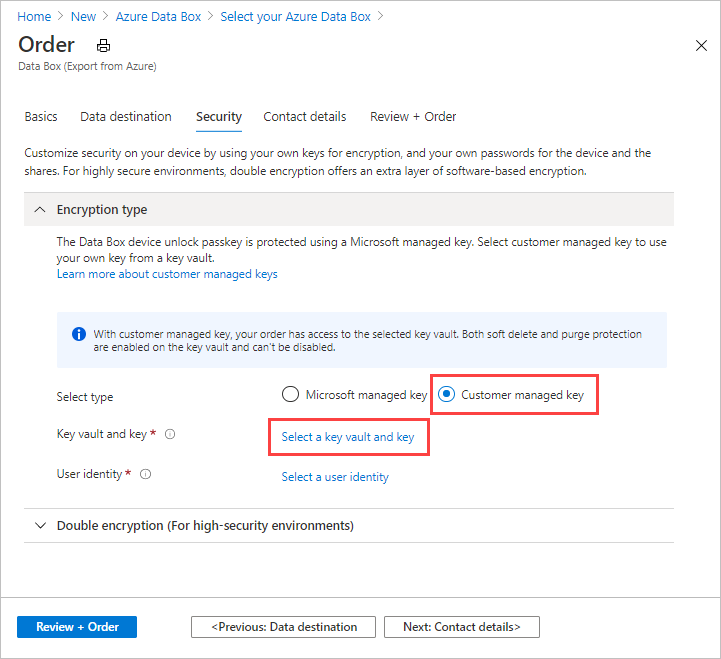 Home > New > Azure Data Box > Select your Azure Data Box >
Order
Data Box (Export from Azure)
Basics Data destination Security Contact details Review + Order
Customize security on your device by using your own keys for encryption, and your own passwords for the device and the
shares. For highly secure environments, double encryption offers an extra layer of software-based encryption.
Encryption type
The Data Box device unlock passkey is protected using a Microsoft managed key. Select customer managed key to use
your own key from a key vault.
Learn more about customer managed keys
With customer managed key, your order has access to the selected key vault. Both soft delete and purge protection
are enabled on the key vault and can't be disabled.
Select type Microsoft managed key Customer managed key
Key vault and key * Select a key vault and key
User identity * Select a user identity
Double encryption (For high-security environments)
Review + Order <Previous: Data destination Next: Contact details>